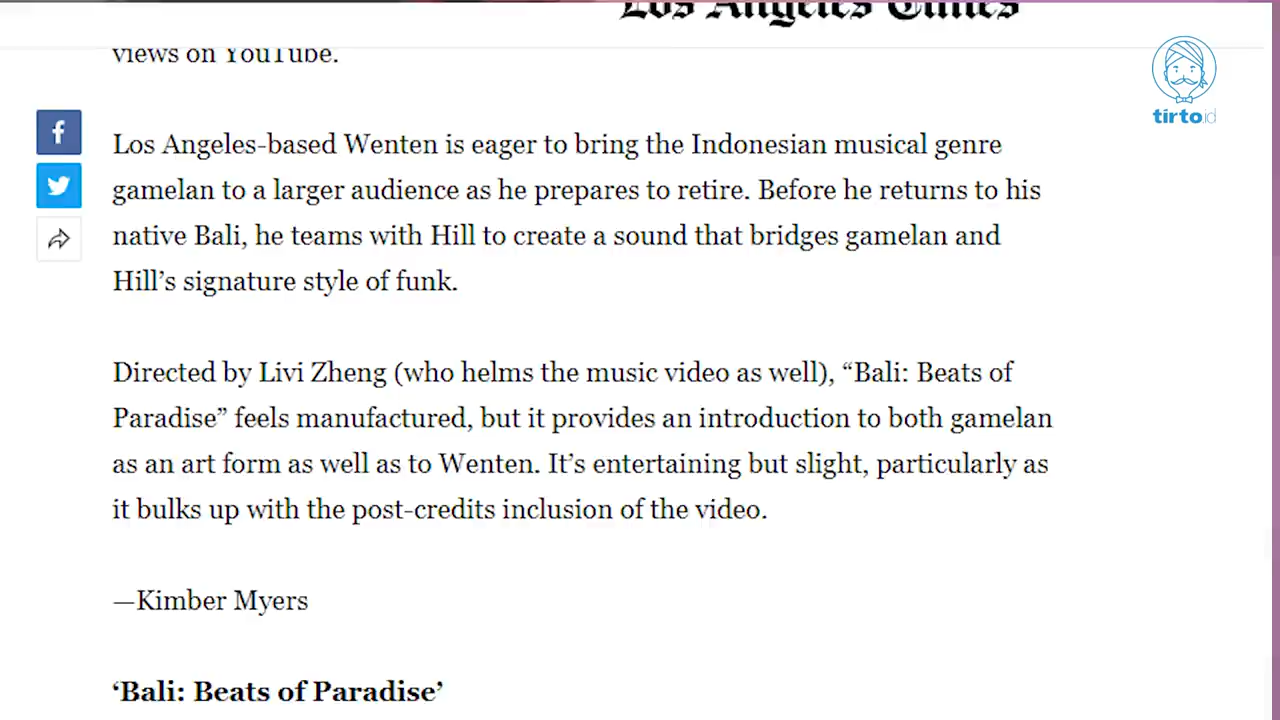 Los Angeles Times
views on YouTube.
tirtoid
Los Angeles-based Wenten is eager to bring the Indonesian musical genre
gamelan to a larger audience as he prepares to retire. Before he returns to his
native Bali, he teams with Hill to create a sound that bridges gamelan and
Hill’s signature style of funk.
Directed by Livi Zheng (who helms the music video as well), “Bali: Beats of
Paradise” feels manufactured, but it provides an introduction to both gamelan
as an art form as well as to Wenten. It’s entertaining but slight, particularly as
it bulks up with the post-credits inclusion of the video.
—Kimber Myers
‘Bali: Beats of Paradise’